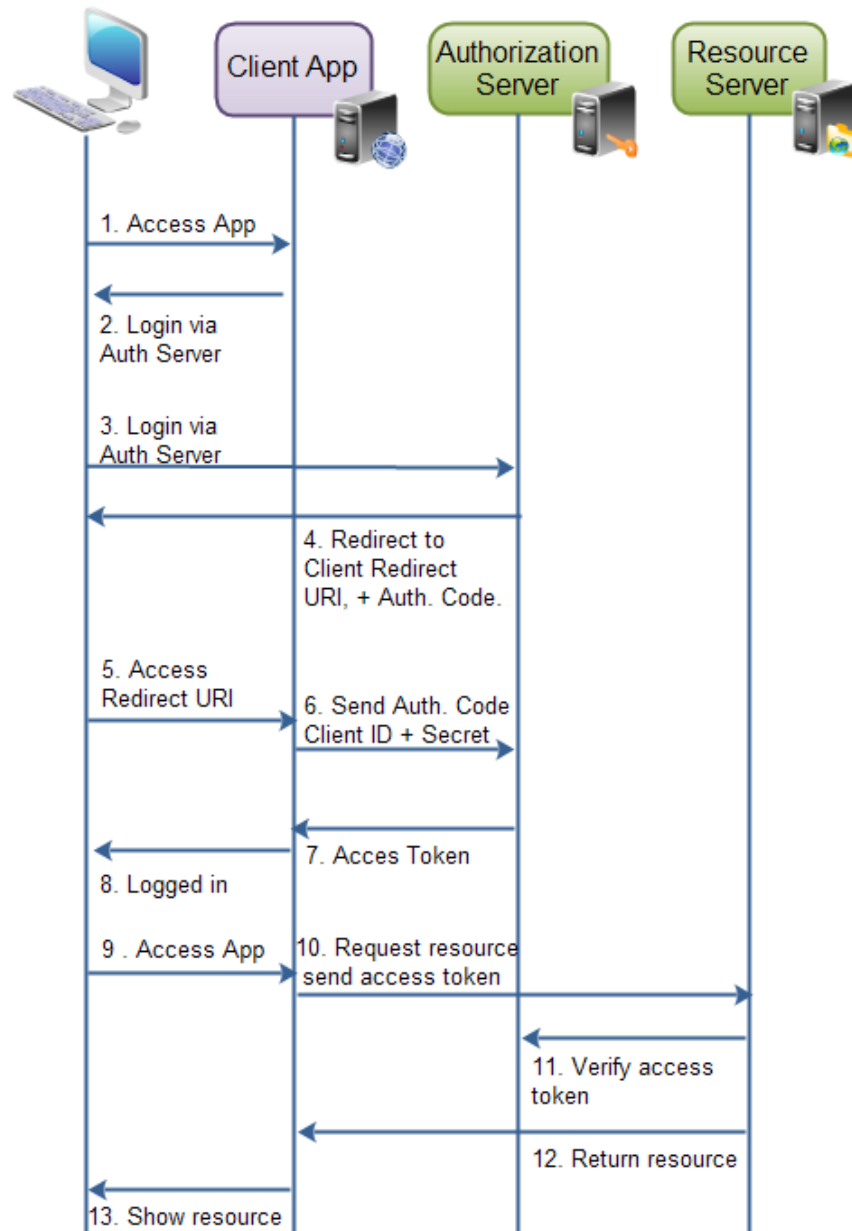 Client App
Authorization
Server
Resource
Server
1. Access App
2. Login via
Auth Server
3. Login via
Auth Server
4. Redirect to
Client Redirect
URI, + Auth. Code.
5. Access
Redirect URI
6. Send Auth. Code
Client ID + Secret
7. Acces Token
8. Logged in
9 . Access App
10. Request resource
send access token
11. Verify access
token
12. Return resource
13. Show resource